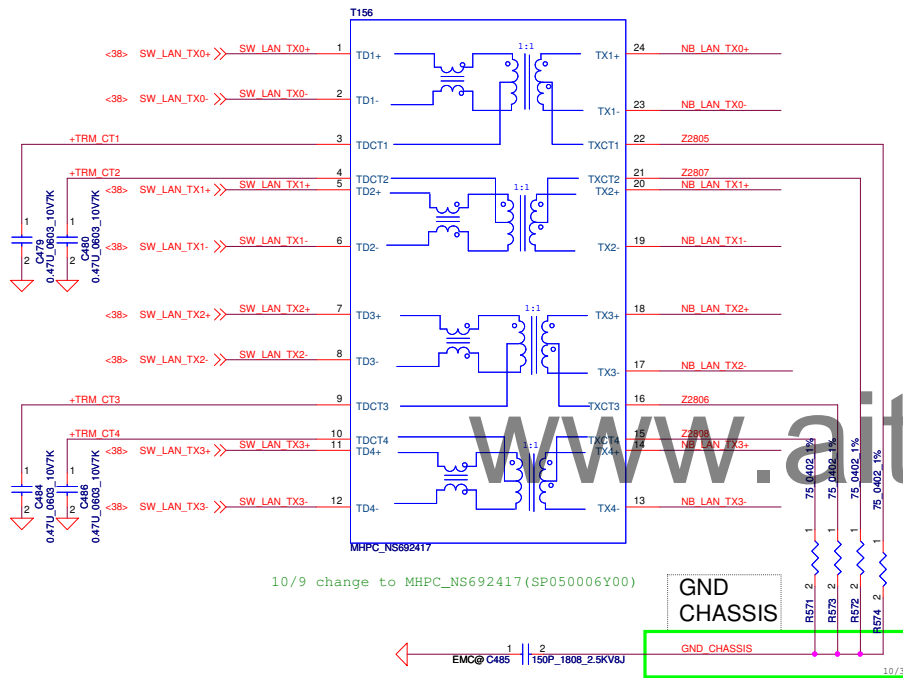 T156
<38> SW_LAN_TX0+ SW_LAN_TX0+ 1 TD1+ 1:1 TX1+ 24 NB_LAN_TX0+
<38> SW_LAN_TX0- SW_LAN_TX0- 2 TD1- TX1- 23 NB_LAN_TX0-
+TRM_CT1 3 TDCT1 TXCT1 22 Z2805
+TRM_CT2 4 TDCT2 TXCT2 21 Z2807
<38> SW_LAN_TX1+ SW_LAN_TX1+ 5 TD2+ 1:1 TX2+ 20 NB_LAN_TX1+
<38> SW_LAN_TX1- SW_LAN_TX1- 6 TD2- TX2- 19 NB_LAN_TX1-
1 2 C479 0.47U_0603_10V7K
1 2 C480 0.47U_0603_10V7K
<38> SW_LAN_TX2+ SW_LAN_TX2+ 7 TD3+ 1:1 TX3+ 18 NB_LAN_TX2+
<38> SW_LAN_TX2- SW_LAN_TX2- 8 TD3- TX3- 17 NB_LAN_TX2-
+TRM_CT3 9 TDCT3 TXCT3 16 Z2806
+TRM_CT4 10 TDCT4 TXCT4 15 Z2808
<38> SW_LAN_TX3+ SW_LAN_TX3+ 11 TD4+ 1:1 TX4+ 14 NB_LAN_TX3+
<38> SW_LAN_TX3- SW_LAN_TX3- 12 TD4- TX4- 13 NB_LAN_TX3-
1 2 C484 0.47U_0603_10V7K
1 2 C486 0.47U_0603_10V7K
www.ait
MHPC_NS692417
10/9 change to MHPC_NS692417(SP050006Y00)
75_0402_1% 1 2 R571
75_0402_1% 1 2 R573
75_0402_1% 1 2 R572
75_0402_1% 1 2 R574
GND
CHASSIS
GND_CHASSIS
EMC@ C485 1 2 150P_1808_2.5KV8J
10/3